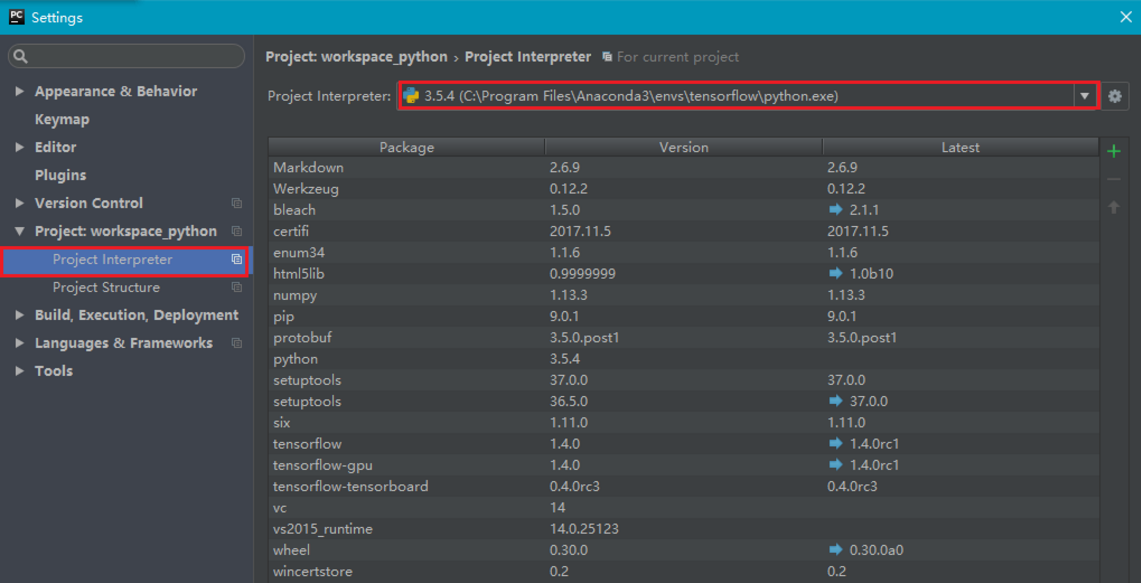 PC Settings
Appearance & Behavior
Keymap
Editor
Plugins
Version Control
Project: workspace_python
Project Interpreter
Project Structure
Build, Execution, Deployment
Languages & Frameworks
Tools
Project: workspace_python › Project Interpreter For current project
Project Interpreter: 3.5.4 (C:\Program Files\Anaconda3\envs\tensorflow\python.exe)
Package Version Latest
Markdown 2.6.9 2.6.9
Werkzeug 0.12.2 0.12.2
bleach 1.5.0 2.1.1
certifi 2017.11.5 2017.11.5
enum34 1.1.6 1.1.6
html5lib 0.9999999 1.0b10
numpy 1.13.3 1.13.3
pip 9.0.1 9.0.1
protobuf 3.5.0.post1 3.5.0.post1
python 3.5.4
setuptools 37.0.0 37.0.0
setuptools 36.5.0 37.0.0
six 1.11.0 1.11.0
tensorflow 1.4.0 1.4.0rc1
tensorflow-gpu 1.4.0 1.4.0rc1
tensorflow-tensorboard 0.4.0rc3 0.4.0rc3
vc 14
vs2015_runtime 14.0.25123
wheel 0.30.0 0.30.0a0
wincertstore 0.2 0.2